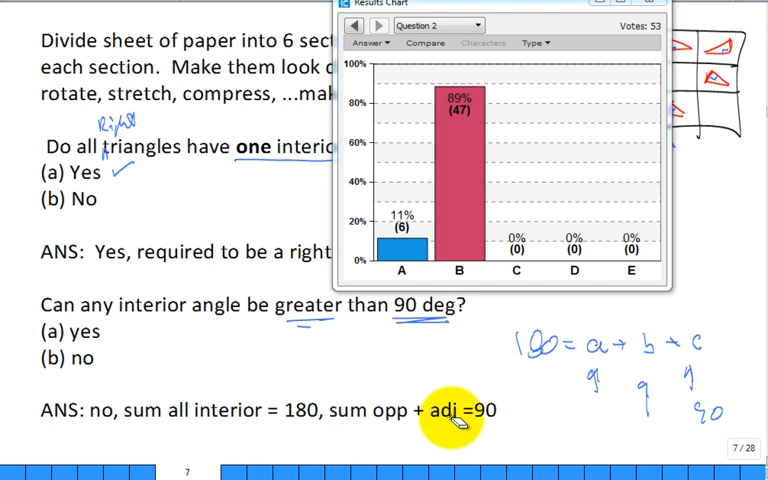 Results Chart
Question 2
Votes: 53
Answer Compare Characters Type
100%
80%
60%
40%
20%
0%
11%
(6)
89%
(47)
0%
(0)
0%
(0)
0%
(0)
A B C D E
Divide sheet of paper into 6 sect
each section. Make them look d
rotate, stretch, compress, ...mak
Right
Do all triangles have one interio
(a) Yes
(b) No
ANS: Yes, required to be a right
Can any interior angle be greater than 90 deg?
(a) yes
(b) no
180 = a + b + c
90
ANS: no, sum all interior = 180, sum opp + adj =90
7 / 28
7